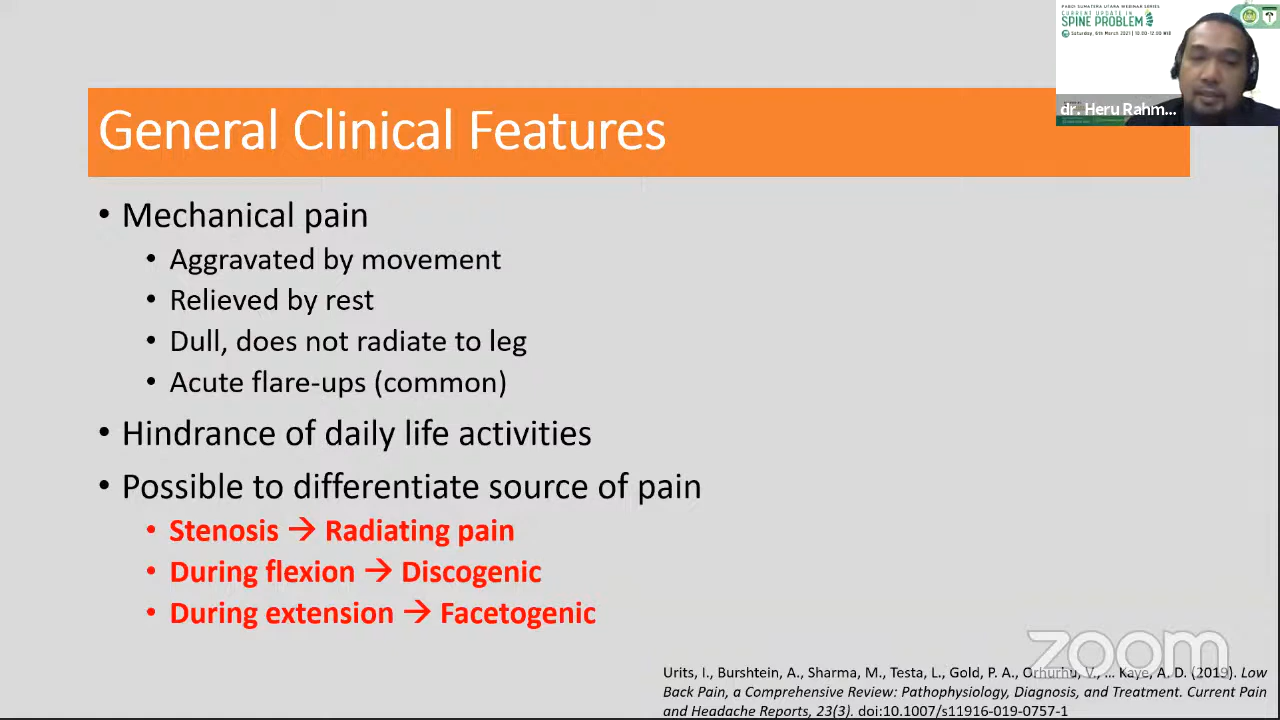 PABDI SUMATERA UTARA WEBINAR SERIES
CURRENT UPDATE IN
SPINE PROBLEM
Saturday, 6th March 2021 | 10.00-12.00 WIB
dr. Heru Rahm...
General Clinical Features
• Mechanical pain
• Aggravated by movement
• Relieved by rest
• Dull, does not radiate to leg
• Acute flare-ups (common)
• Hindrance of daily life activities
• Possible to differentiate source of pain
• Stenosis → Radiating pain
• During flexion → Discogenic
• During extension → Facetogenic
zoom
Urits, I., Burshtein, A., Sharma, M., Testa, L., Gold, P. A., Orhurhu, V., … Kaye, A. D. (2019). Low
Back Pain, a Comprehensive Review: Pathophysiology, Diagnosis, and Treatment. Current Pain
and Headache Reports, 23(3). doi:10.1007/s11916-019-0757-1